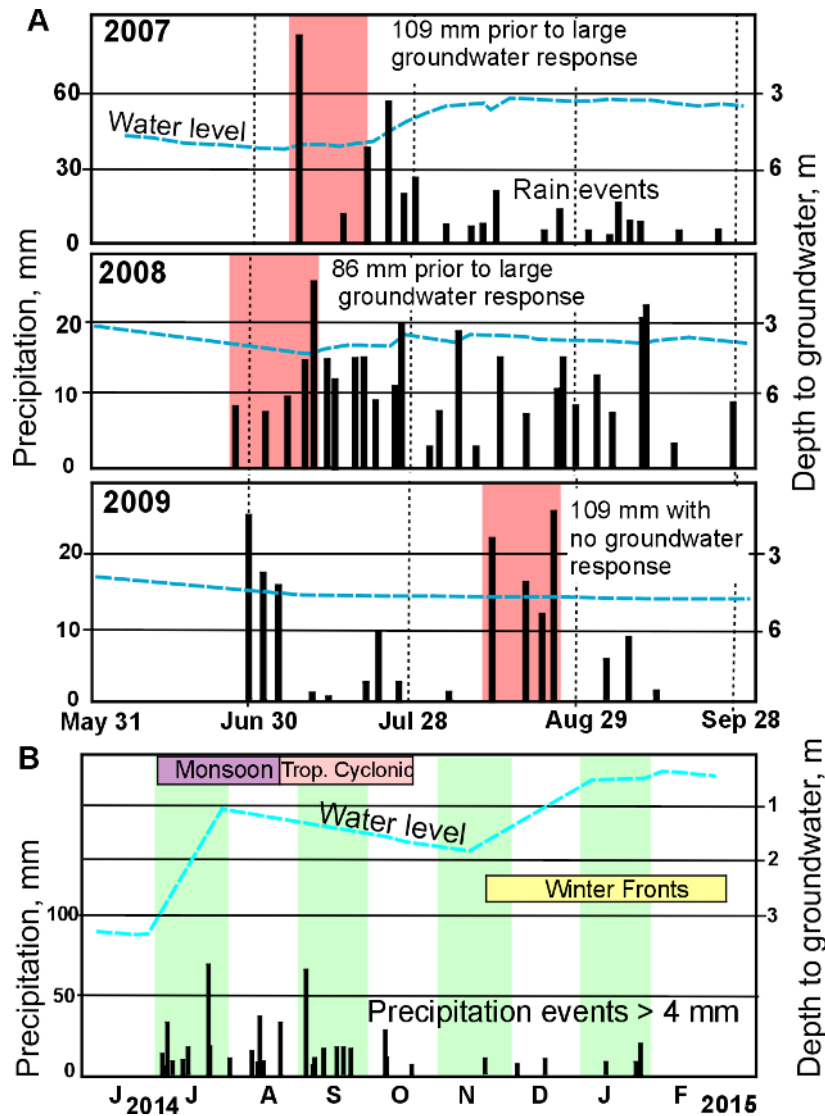 A
2007
109 mm prior to large
groundwater response
60
3
Water level
30
6
Rain events
0
2008
86 mm prior to large
groundwater response
20
3
10
6
0
2009
109 mm with
no groundwater
response
20
3
10
6
0
May 31 Jun 30 Jul 28 Aug 29 Sep 28
Precipitation, mm
Depth to groundwater, m
B
Monsoon Trop. Cyclonic
1
Water level
2
Winter Fronts
100
3
50
Precipitation events > 4 mm
0
J J A S O N D J F
2014 2015
Precipitation, mm
Depth to groundwater, m